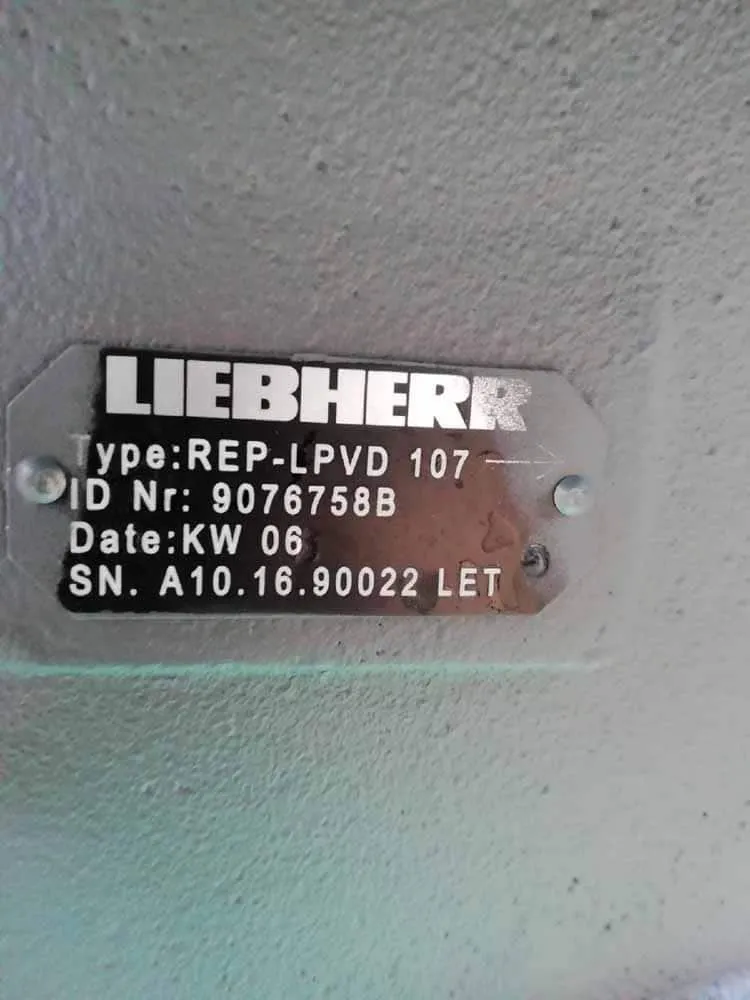 LIEBHERR
Type:REP-LPVD 107
ID Nr: 9076758B
Date:KW 06
SN. A10.16.90022 LET